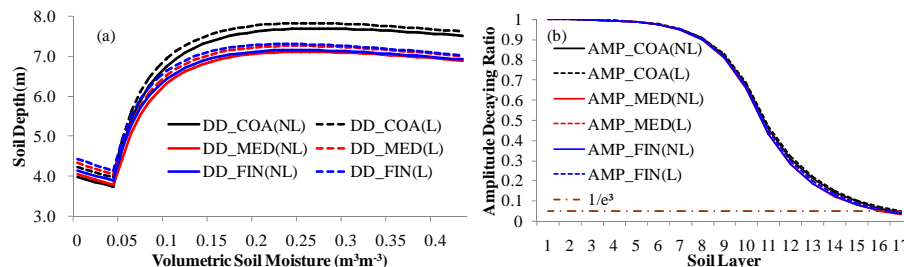 (a)
Soil Depth(m)
8.0
7.0
6.0
5.0
4.0
3.0
DD_COA(NL)
DD_COA(L)
DD_MED(NL)
DD_MED(L)
DD_FIN(NL)
DD_FIN(L)
0 0.05 0.1 0.15 0.2 0.25 0.3 0.35 0.4
Volumetric Soil Moisture (m³m-³)
(b)
Amplitude Decaying Ratio
1
0.9
0.8
0.7
0.6
0.5
0.4
0.3
0.2
0.1
0
AMP_COA(NL)
AMP_COA(L)
AMP_MED(NL)
AMP_MED(L)
AMP_FIN(NL)
AMP_FIN(L)
1/e³
1 2 3 4 5 6 7 8 9 10 11 12 13 14 15 16 17
Soil Layer